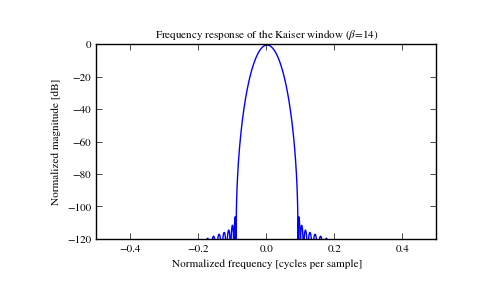 Frequency response of the Kaiser window (β=14)
0
−20
−40
−60
−80
−100
−120
Normalized magnitude [dB]
−0.4 −0.2 0.0 0.2 0.4
Normalized frequency [cycles per sample]